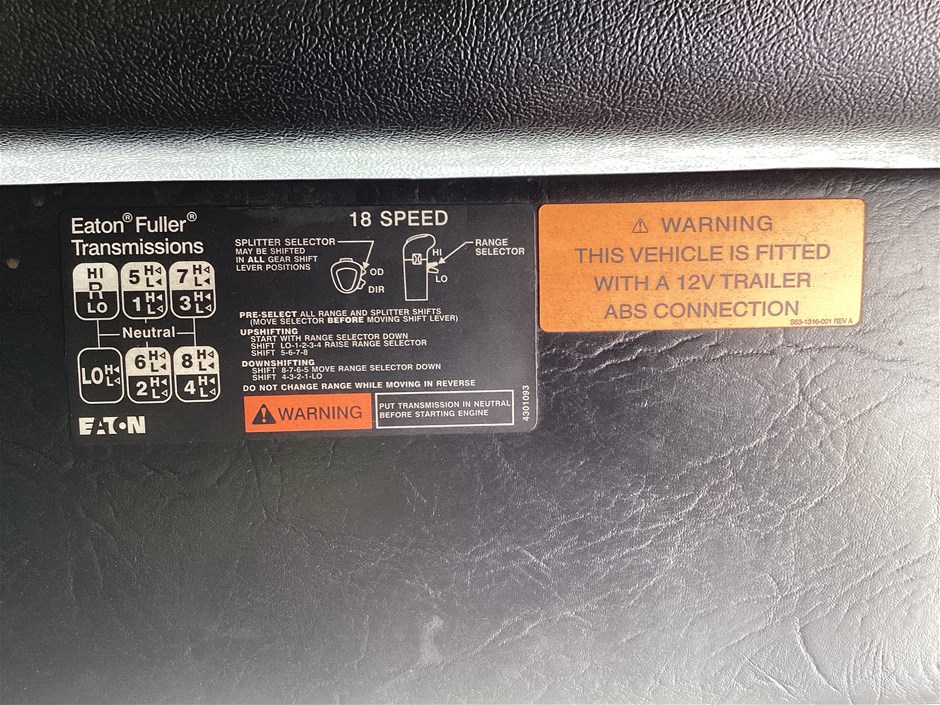 Eaton® Fuller®
Transmissions
18 SPEED
SPLITTER SELECTOR
MAY BE SHIFTED
IN ALL GEAR SHIFT
LEVER POSITIONS
OD
DIR
HI
LO
RANGE
SELECTOR
HI
R
LO
5 H L
1 H L
7 H L
3 H L
Neutral
LO H L
6 H L
2 H L
8 H L
4 H L
EATON
PRE-SELECT ALL RANGE AND SPLITTER SHIFTS
(MOVE SELECTOR BEFORE MOVING SHIFT LEVER)
UPSHIFTING
START WITH RANGE SELECTOR DOWN
SHIFT LO-1-2-3-4 RAISE RANGE SELECTOR
SHIFT 5-6-7-8
DOWNSHIFTING
SHIFT 8-7-6-5 MOVE RANGE SELECTOR DOWN
SHIFT 4-3-2-1-LO
DO NOT CHANGE RANGE WHILE MOVING IN REVERSE
⚠ WARNING
PUT TRANSMISSION IN NEUTRAL
BEFORE STARTING ENGINE
4301093
⚠ WARNING
THIS VEHICLE IS FITTED
WITH A 12V TRAILER
ABS CONNECTION
S53-1316-001 REV A